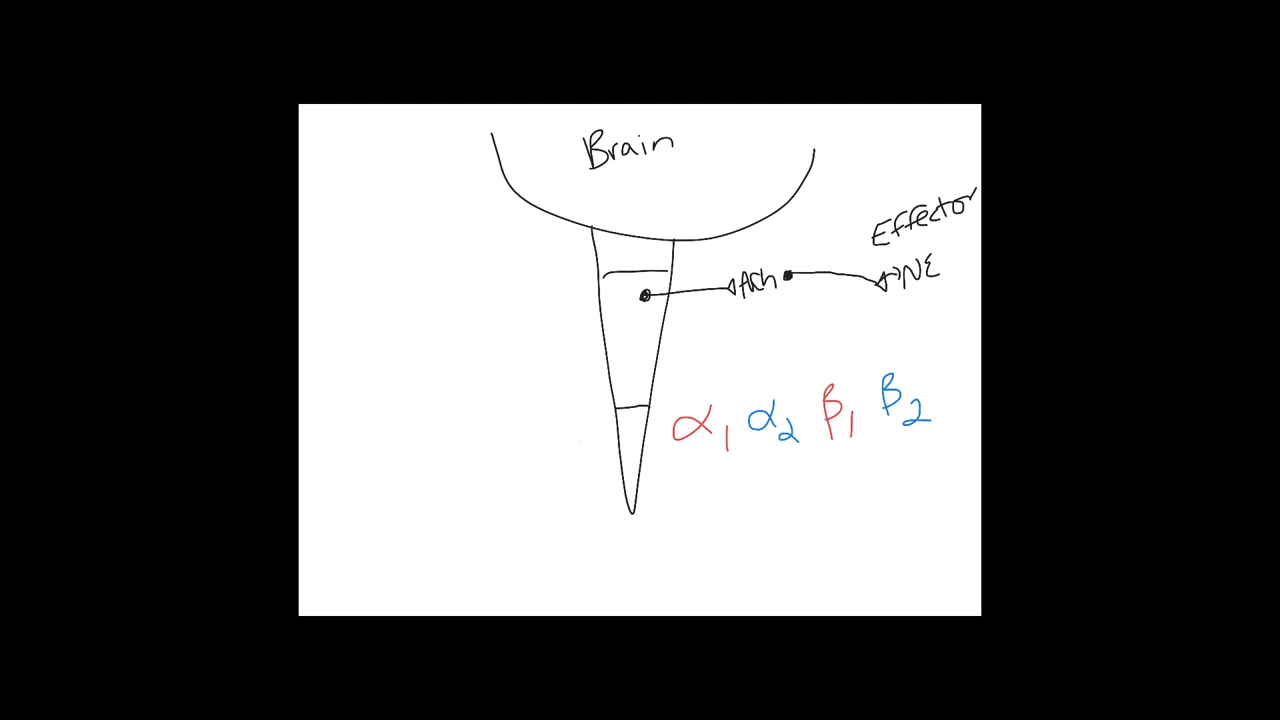 Brain
Effector
ACh
NE
α₁ α₂ β₁ β₂